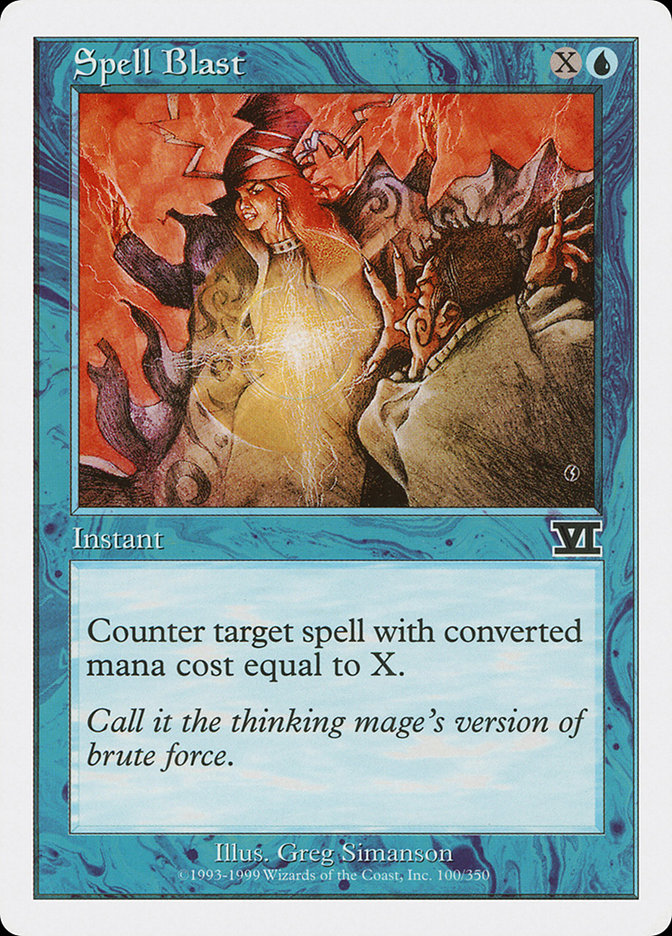 Spell Blast X
Instant VI
Counter target spell with converted
mana cost equal to X.
Call it the thinking mage's version of
brute force.
Illus. Greg Simanson
©1993-1999 Wizards of the Coast, Inc. 100/350